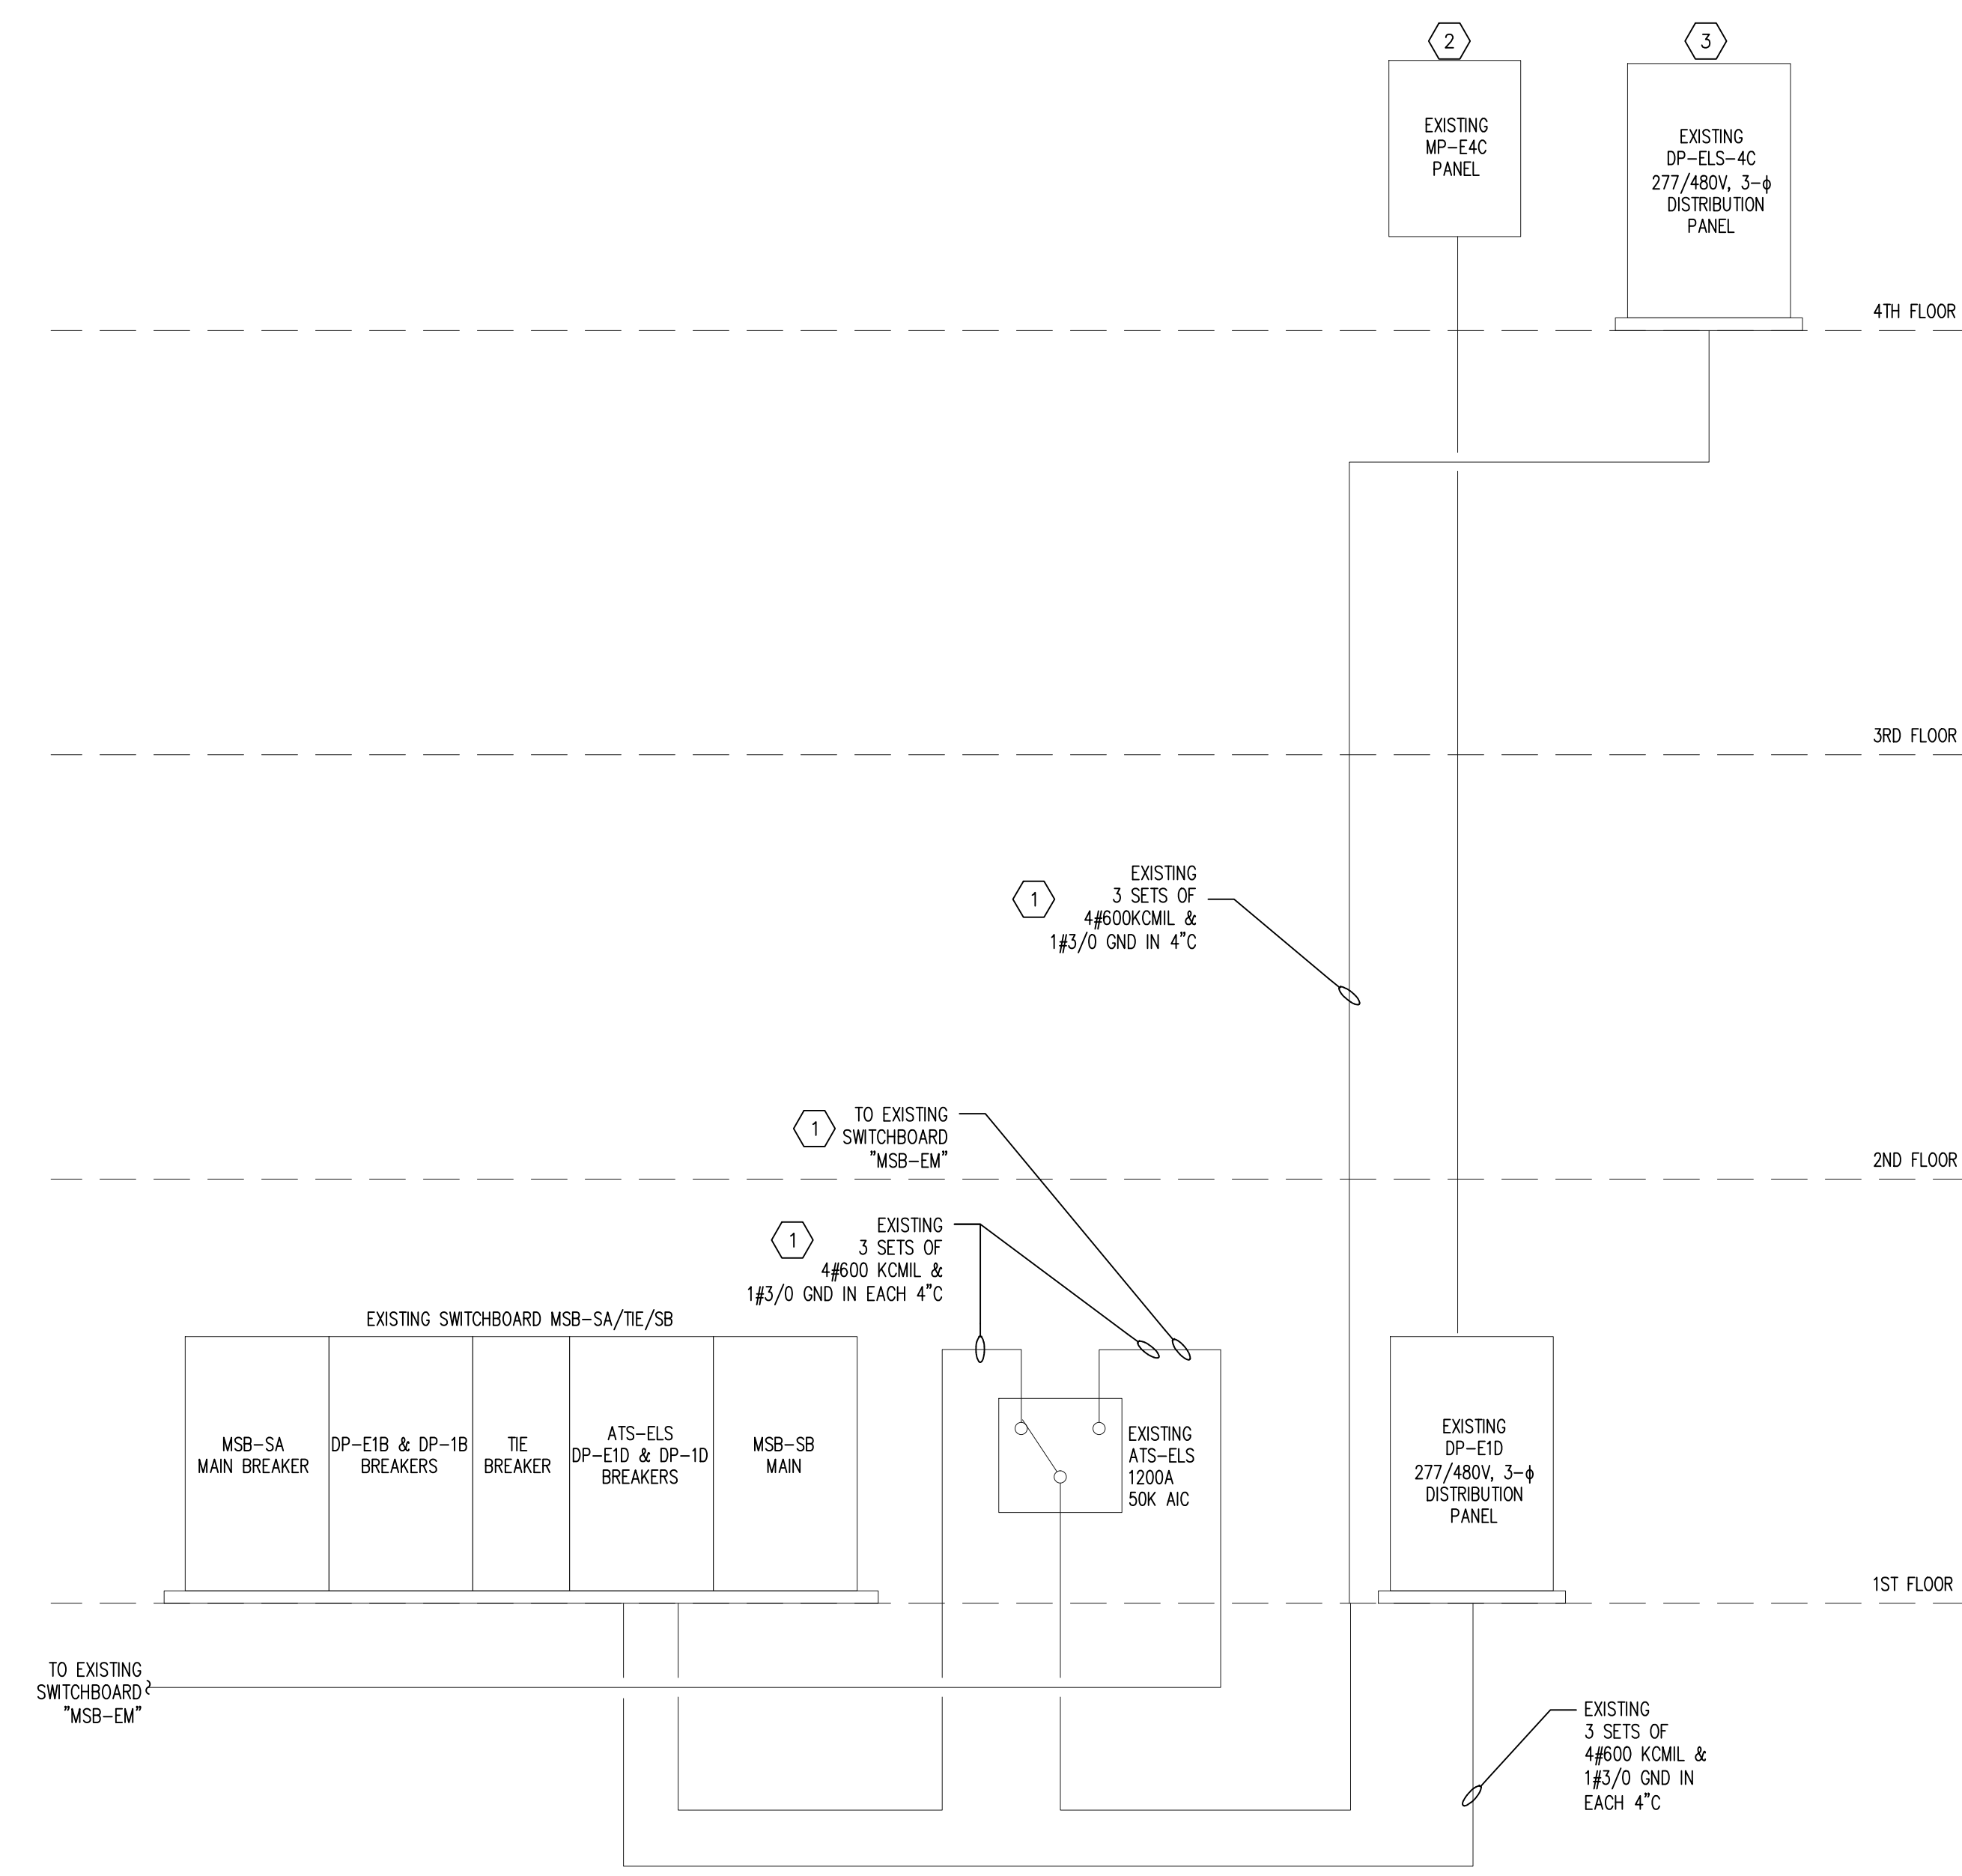 2
3
EXISTING
MP-E4C
PANEL
EXISTING
DP-ELS-4C
277/480V, 3-ϕ
DISTRIBUTION
PANEL
4TH FLOOR
3RD FLOOR
1
EXISTING
3 SETS OF
4#600KCMIL &
1#3/0 GND IN 4"C
1
TO EXISTING
SWITCHBOARD
"MSB-EM"
2ND FLOOR
1
EXISTING
3 SETS OF
4#600 KCMIL &
1#3/0 GND IN EACH 4"C
EXISTING SWITCHBOARD MSB-SA/TIE/SB
MSB-SA
MAIN BREAKER
DP-E1B & DP-1B
BREAKERS
TIE
BREAKER
ATS-ELS
DP-E1D & DP-1D
BREAKERS
MSB-SB
MAIN
EXISTING
ATS-ELS
1200A
50K AIC
EXISTING
DP-E1D
277/480V, 3-ϕ
DISTRIBUTION
PANEL
1ST FLOOR
TO EXISTING
SWITCHBOARD
"MSB-EM"
EXISTING
3 SETS OF
4#600 KCMIL &
1#3/0 GND IN
EACH 4"C